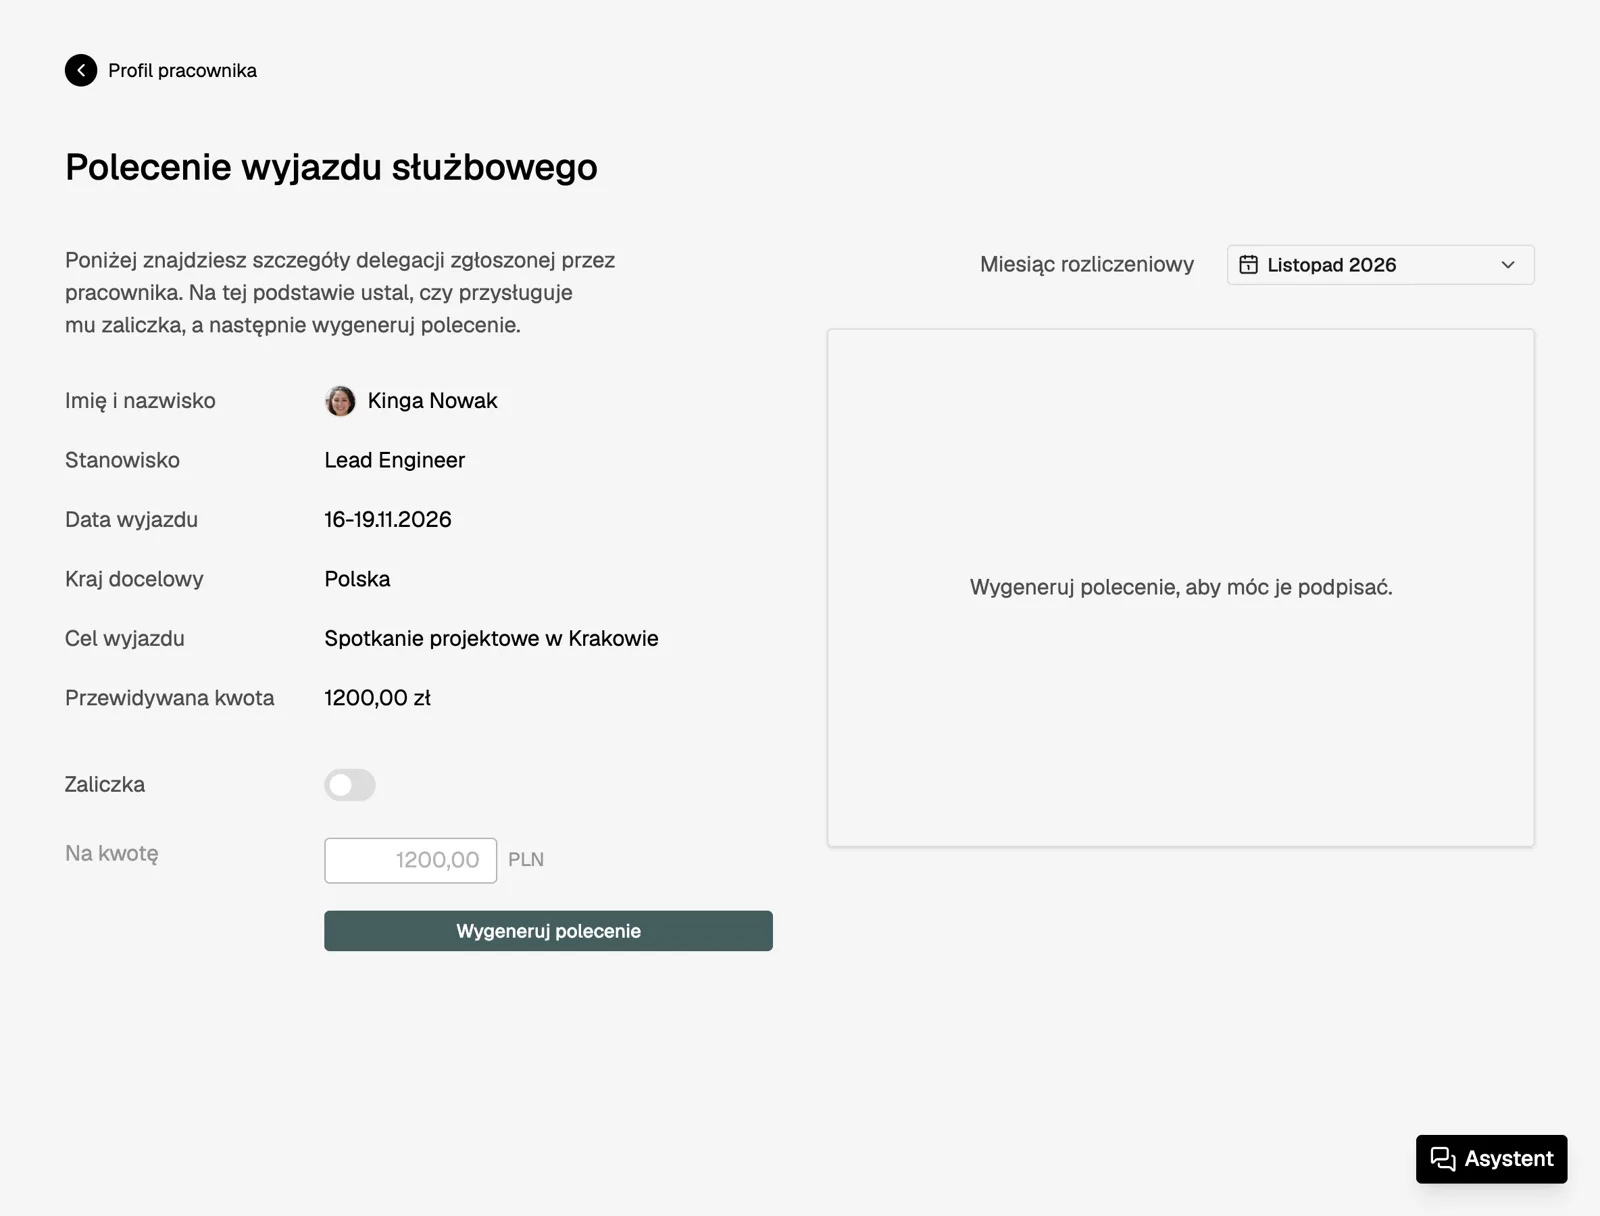 Profil pracownika
Polecenie wyjazdu służbowego
Poniżej znajdziesz szczegóły delegacji zgłoszonej przez
pracownika. Na tej podstawie ustal, czy przysługuje
mu zaliczka, a następnie wygeneruj polecenie.
Imię i nazwisko Kinga Nowak
Stanowisko Lead Engineer
Data wyjazdu 16-19.11.2026
Kraj docelowy Polska
Cel wyjazdu Spotkanie projektowe w Krakowie
Przewidywana kwota 1200,00 zł
Zaliczka
Na kwotę 1200,00 PLN
Wygeneruj polecenie
Miesiąc rozliczeniowy Listopad 2026
Wygeneruj polecenie, aby móc je podpisać.
Asystent